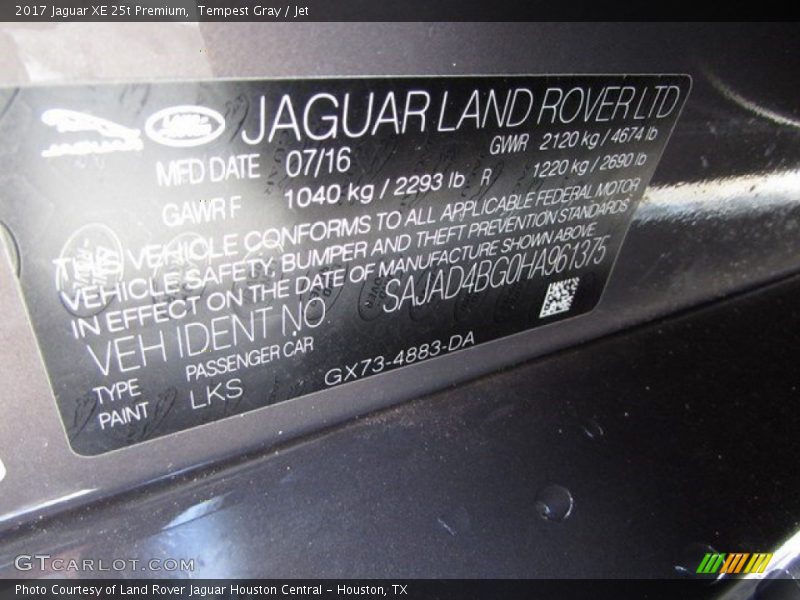 2017 Jaguar XE 25t Premium,  Tempest Gray / Jet
JAGUAR LAND ROVER LTD
MFD DATE 07/16 GWR 2120 kg / 4674 lb
GAWR F 1040 kg / 2293 lb R 1220 kg / 2690 lb
THIS VEHICLE CONFORMS TO ALL APPLICABLE FEDERAL MOTOR
VEHICLE SAFETY, BUMPER AND THEFT PREVENTION STANDARDS
IN EFFECT ON THE DATE OF MANUFACTURE SHOWN ABOVE
VEH IDENT NO SAJAD4BG0HA961375
TYPE PASSENGER CAR
PAINT LKS GX73-4883-DA
GTCARLOT.COM
Photo Courtesy of Land Rover Jaguar Houston Central – Houston, TX